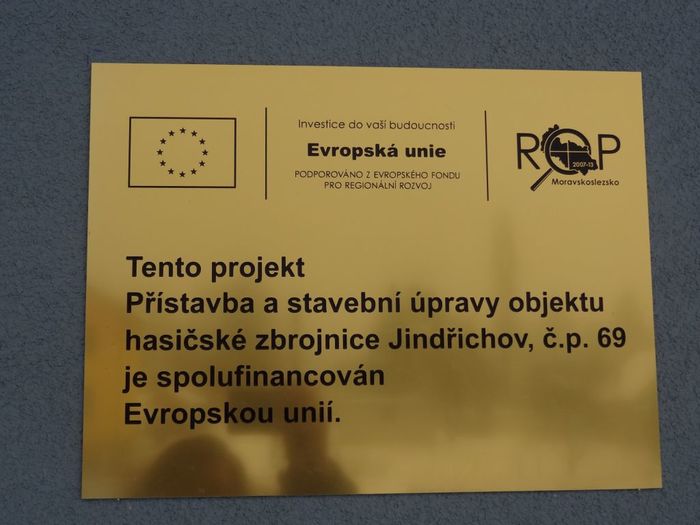 Investice do vaší budoucnosti
Evropská unie
PODPOROVÁNO Z EVROPSKÉHO FONDU
PRO REGIONÁLNÍ ROZVOJ
ROP
2007-13
Moravskoslezsko
Tento projekt
Přístavba a stavební úpravy objektu
hasičské zbrojnice Jindřichov, č.p. 69
je spolufinancován
Evropskou unií.